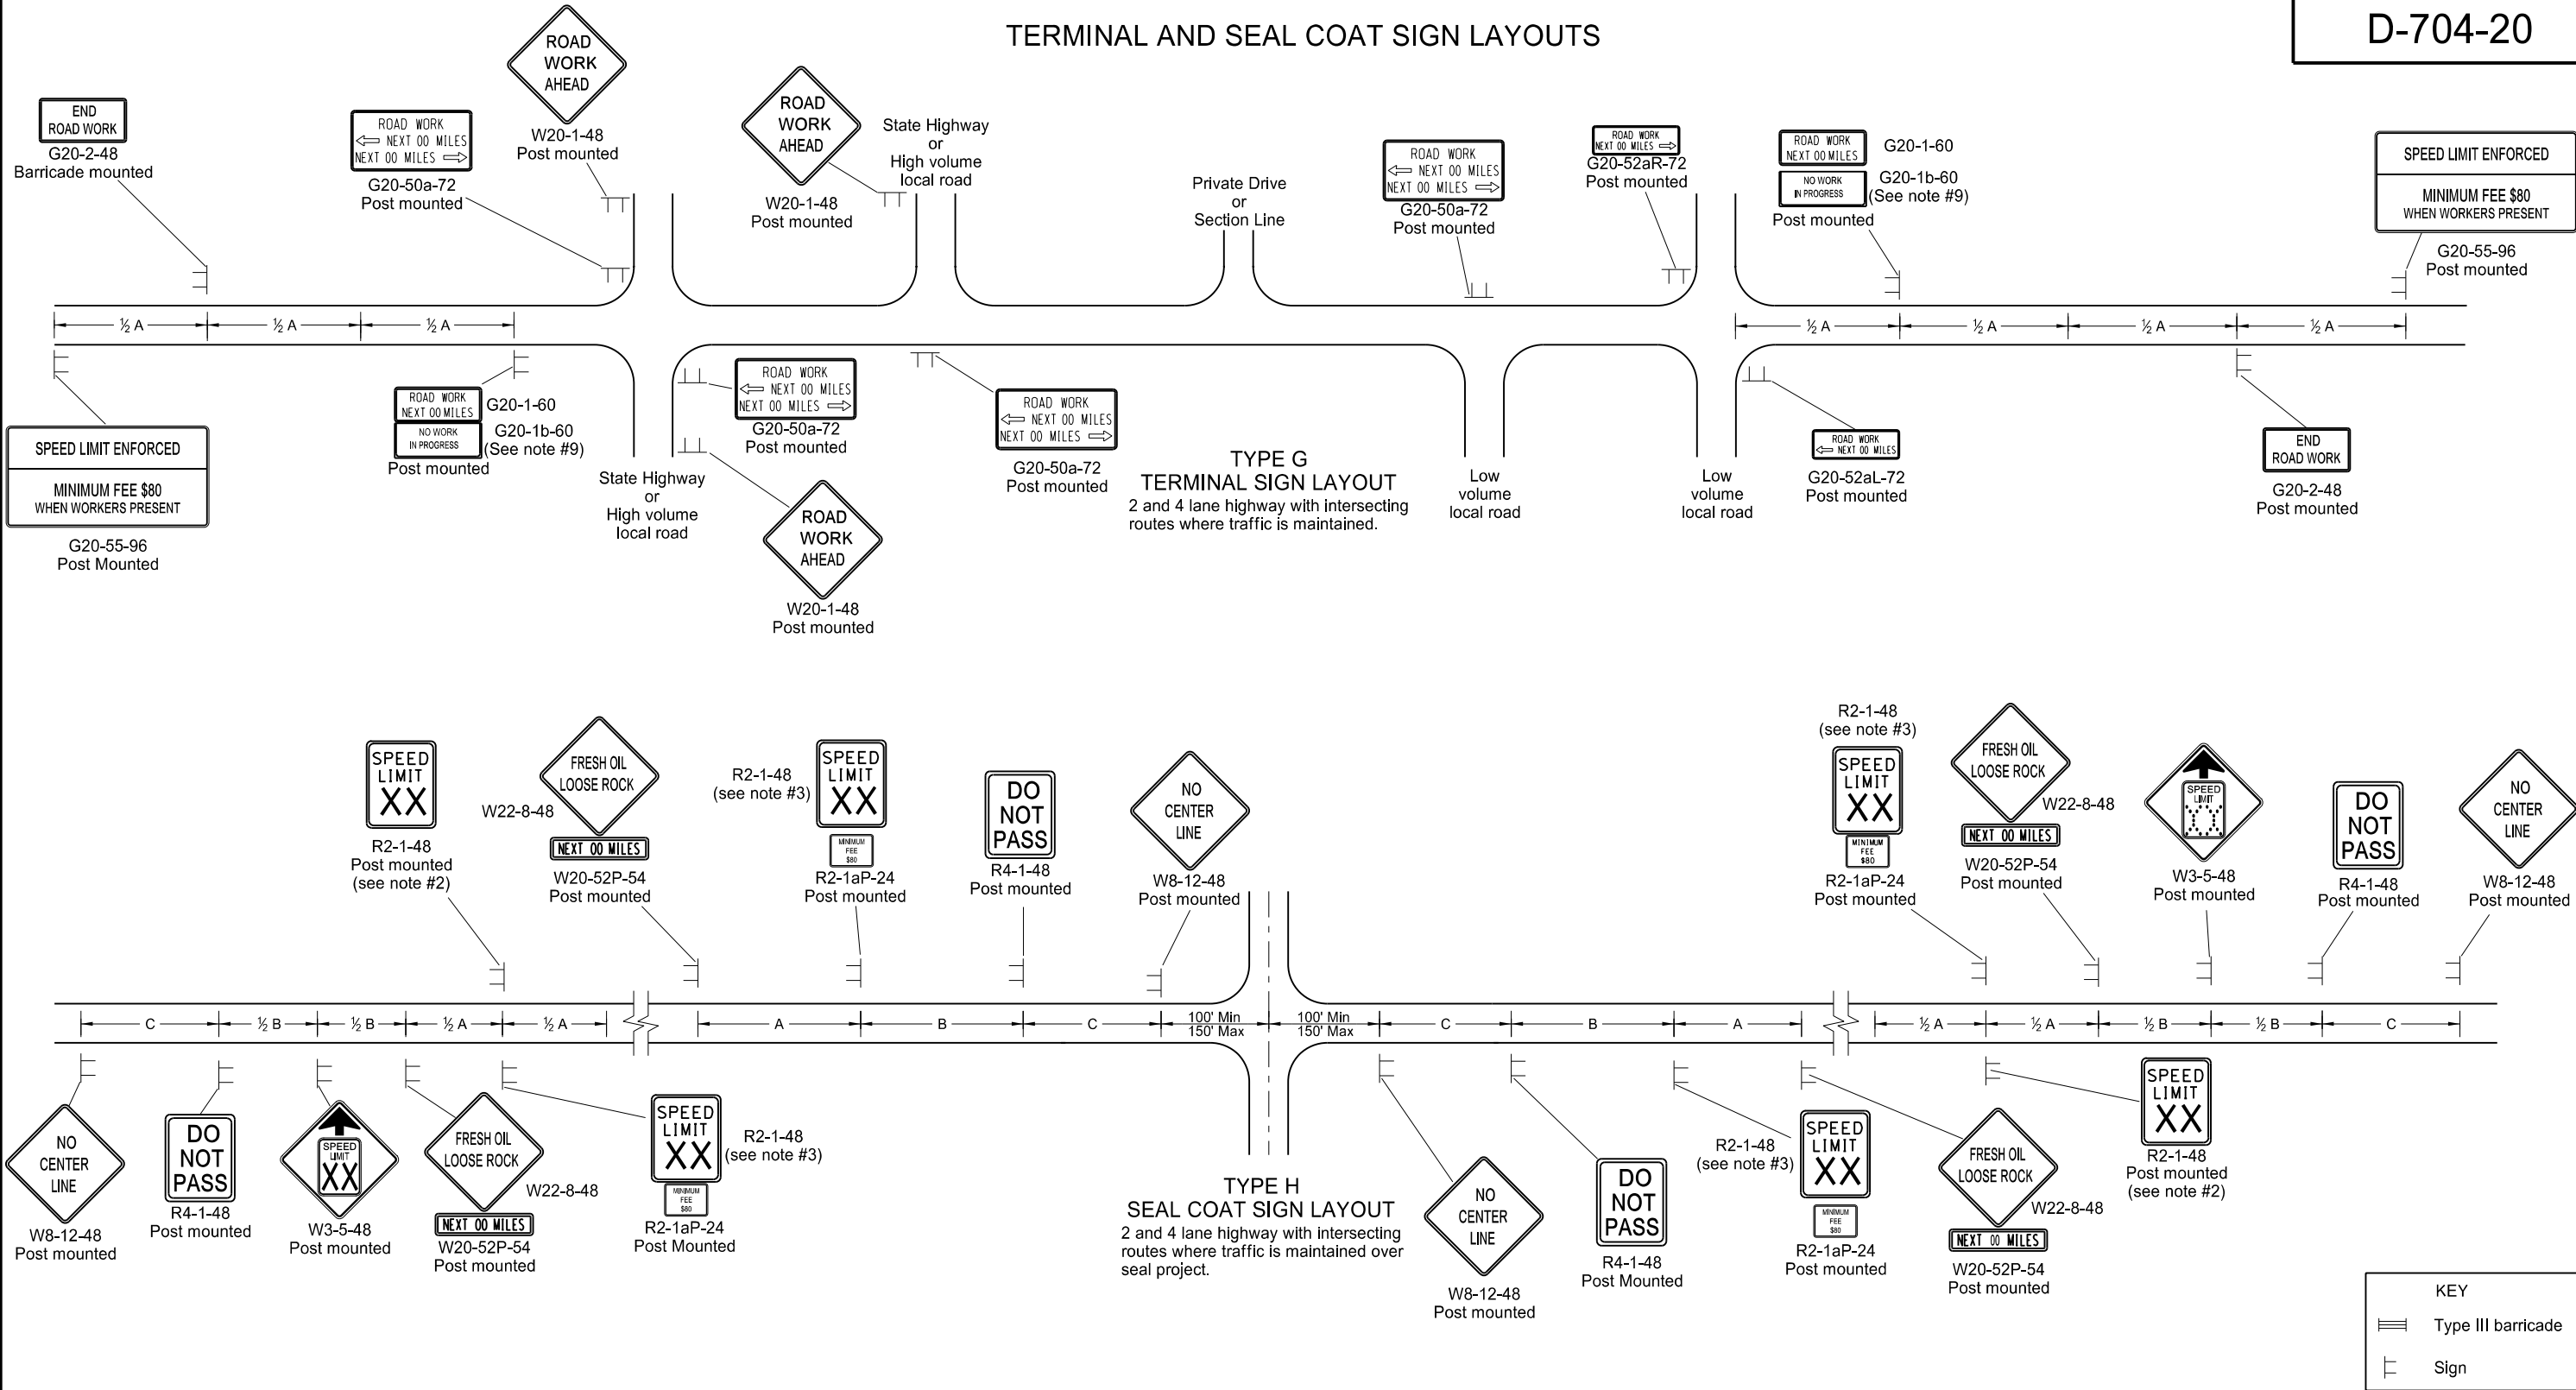 TERMINAL AND SEAL COAT SIGN LAYOUTS
D-704-20
END
ROAD WORK
G20-2-48
Barricade mounted
ROAD WORK
NEXT 00 MILES
NEXT 00 MILES
G20-50a-72
Post mounted
ROAD
WORK
AHEAD
W20-1-48
Post mounted
ROAD
WORK
AHEAD
W20-1-48
Post mounted
State Highway
or
High volume
local road
Private Drive
or
Section Line
ROAD WORK
NEXT 00 MILES
NEXT 00 MILES
G20-50a-72
Post mounted
ROAD WORK
NEXT 00 MILES
G20-52aR-72
Post mounted
ROAD WORK
NEXT 00 MILES
G20-1-60
NO WORK
IN PROGRESS
G20-1b-60
(See note #9)
Post mounted
SPEED LIMIT ENFORCED
MINIMUM FEE $80
WHEN WORKERS PRESENT
G20-55-96
Post mounted
½ A
½ A
½ A
½ A
½ A
½ A
½ A
SPEED LIMIT ENFORCED
MINIMUM FEE $80
WHEN WORKERS PRESENT
G20-55-96
Post Mounted
ROAD WORK
NEXT 00 MILES
G20-1-60
NO WORK
IN PROGRESS
G20-1b-60
(See note #9)
Post mounted
State Highway
or
High volume
local road
ROAD WORK
NEXT 00 MILES
NEXT 00 MILES
G20-50a-72
Post mounted
ROAD
WORK
AHEAD
W20-1-48
Post mounted
ROAD WORK
NEXT 00 MILES
NEXT 00 MILES
G20-50a-72
Post mounted
TYPE G
TERMINAL SIGN LAYOUT
2 and 4 lane highway with intersecting
routes where traffic is maintained.
Low
volume
local road
Low
volume
local road
ROAD WORK
NEXT 00 MILES
G20-52aL-72
Post mounted
END
ROAD WORK
G20-2-48
Post mounted
SPEED
LIMIT
XX
R2-1-48
Post mounted
(see note #2)
FRESH OIL
LOOSE ROCK
W22-8-48
NEXT 00 MILES
W20-52P-54
Post mounted
R2-1-48
(see note #3)
SPEED
LIMIT
XX
MINIMUM
FEE
$80
R2-1aP-24
Post mounted
DO
NOT
PASS
R4-1-48
Post mounted
NO
CENTER
LINE
W8-12-48
Post mounted
R2-1-48
(see note #3)
SPEED
LIMIT
XX
MINIMUM
FEE
$80
R2-1aP-24
Post mounted
FRESH OIL
LOOSE ROCK
W22-8-48
NEXT 00 MILES
W20-52P-54
Post mounted
SPEED
LIMIT
XX
W3-5-48
Post mounted
DO
NOT
PASS
R4-1-48
Post mounted
NO
CENTER
LINE
W8-12-48
Post mounted
C
½ B
½ B
½ A
½ A
A
B
C
100' Min
150' Max
100' Min
150' Max
C
B
A
½ A
½ A
½ B
½ B
C
NO
CENTER
LINE
W8-12-48
Post mounted
DO
NOT
PASS
R4-1-48
Post mounted
SPEED
LIMIT
XX
W3-5-48
Post mounted
FRESH OIL
LOOSE ROCK
W22-8-48
NEXT 00 MILES
W20-52P-54
Post mounted
SPEED
LIMIT
XX
R2-1-48
(see note #3)
MINIMUM
FEE
$80
R2-1aP-24
Post Mounted
TYPE H
SEAL COAT SIGN LAYOUT
2 and 4 lane highway with intersecting
routes where traffic is maintained over
seal project.
NO
CENTER
LINE
W8-12-48
Post mounted
DO
NOT
PASS
R4-1-48
Post Mounted
R2-1-48
(see note #3)
SPEED
LIMIT
XX
MINIMUM
FEE
$80
R2-1aP-24
Post mounted
FRESH OIL
LOOSE ROCK
W22-8-48
NEXT 00 MILES
W20-52P-54
Post mounted
SPEED
LIMIT
XX
R2-1-48
Post mounted
(see note #2)
KEY
Type III barricade
Sign